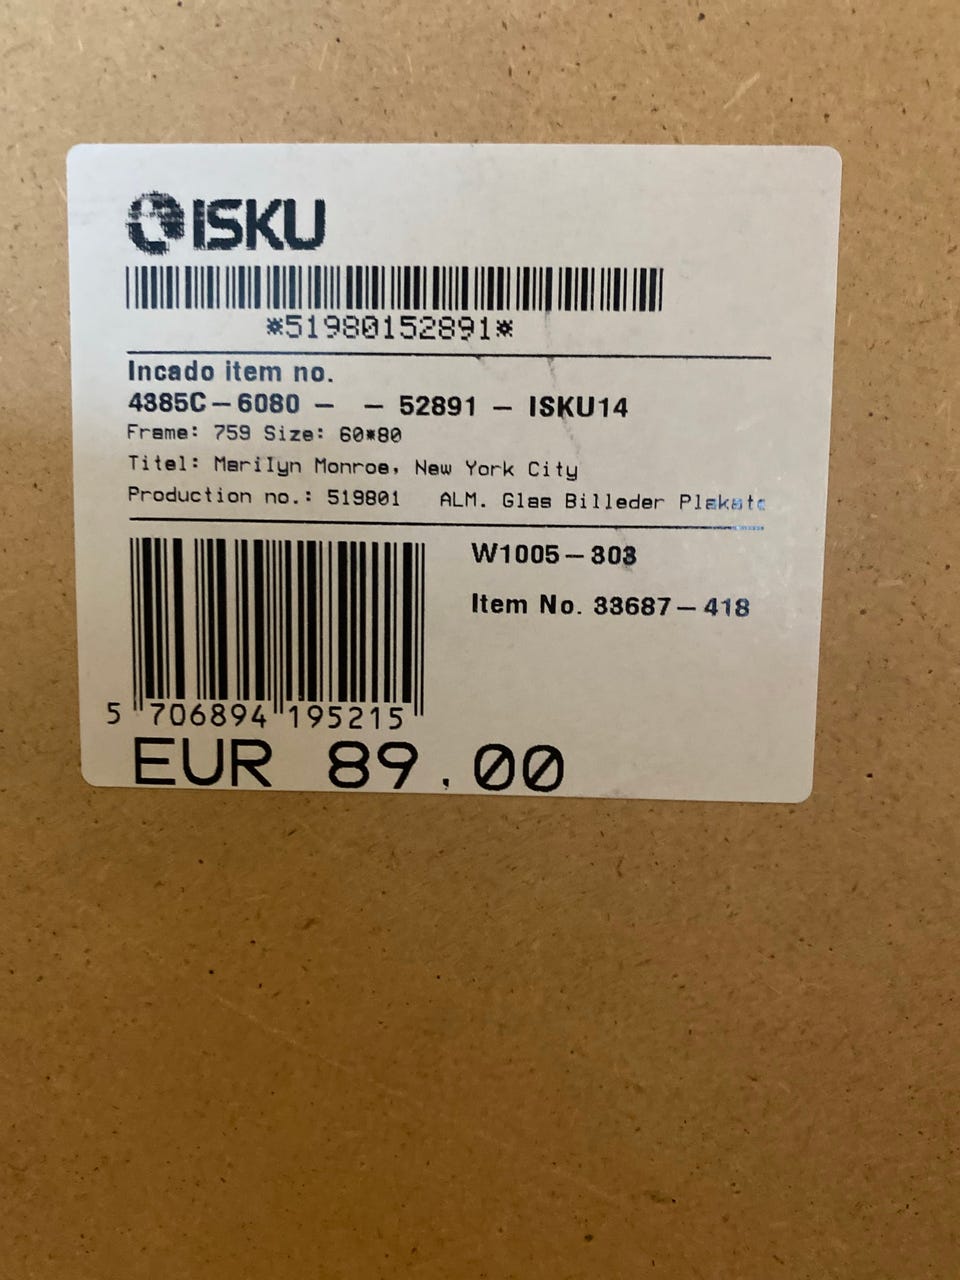 ISKU
*51980152891*
Incado item no.
4385C-6080 - - 52891 - ISKU14
Frame: 759 Size: 60*80
Titel: Marilyn Monroe, New York City
Production no.: 519801 ALM. Glas Billeder Plakate
W1005-303
Item No. 33687-418
5 706894 195215
EUR 89.00